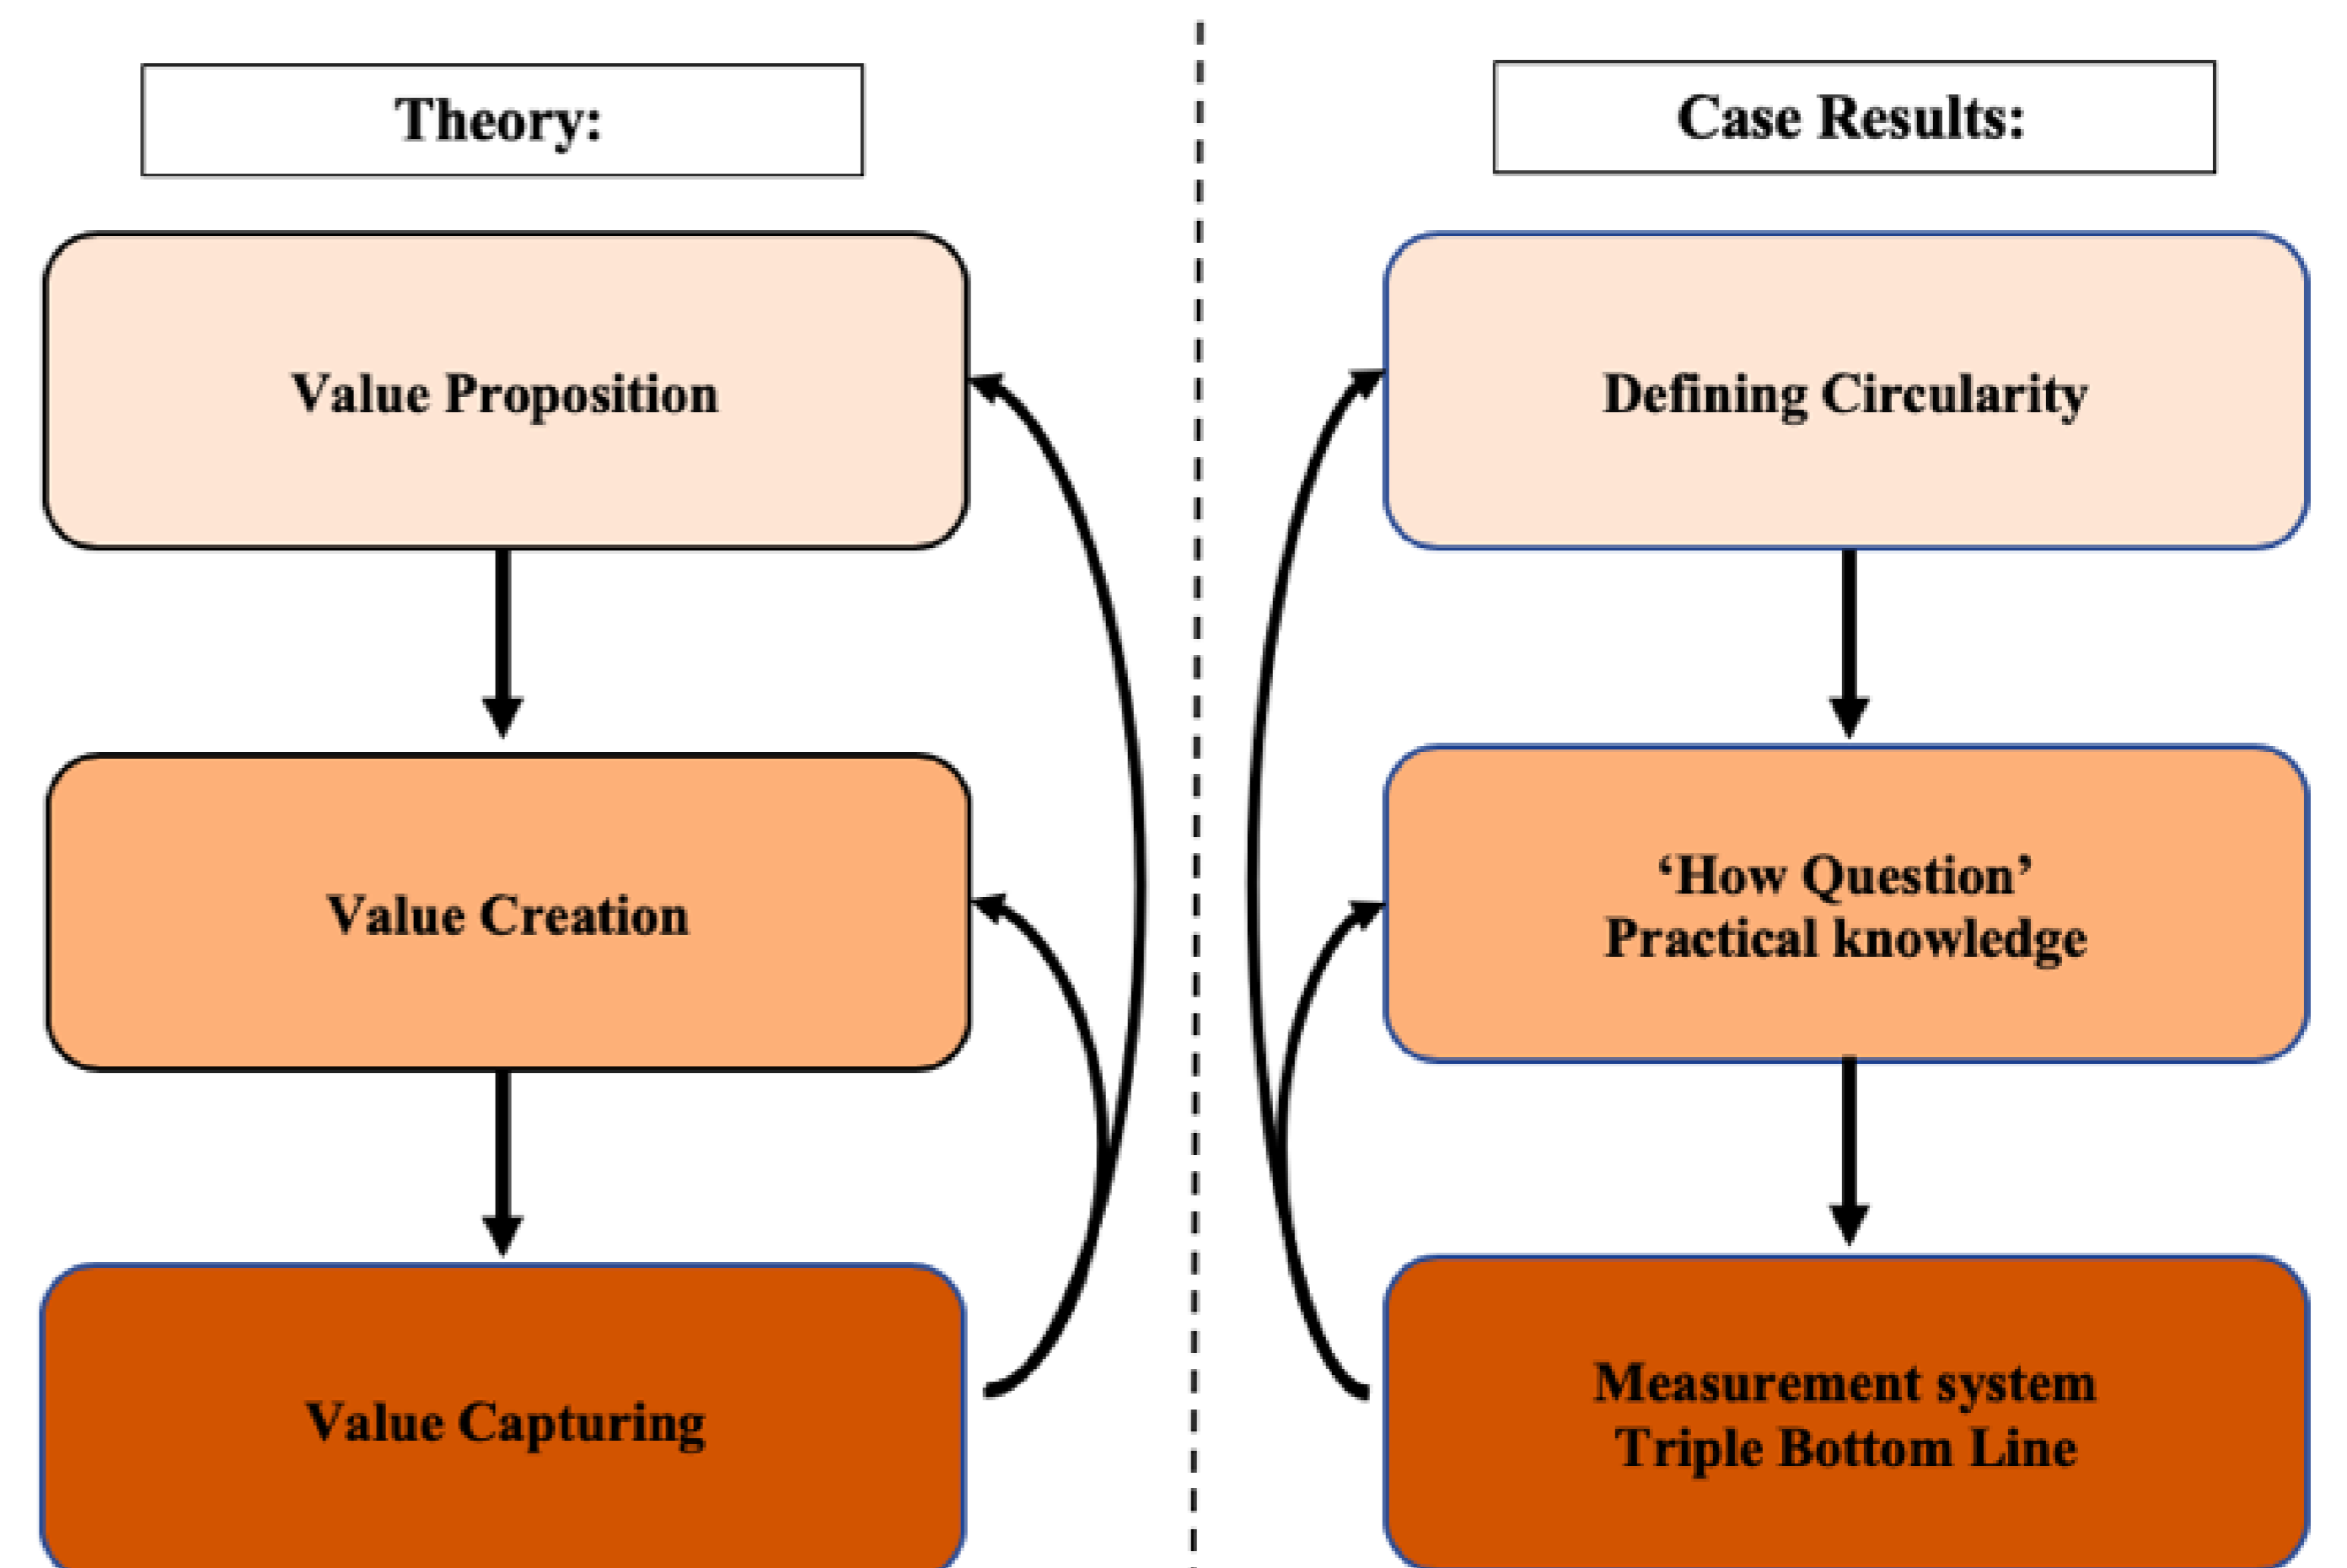 Theory:
Value Proposition
Value Creation
Value Capturing
Case Results:
Defining Circularity
‘How Question’
Practical knowledge
Measurement system
Triple Bottom Line